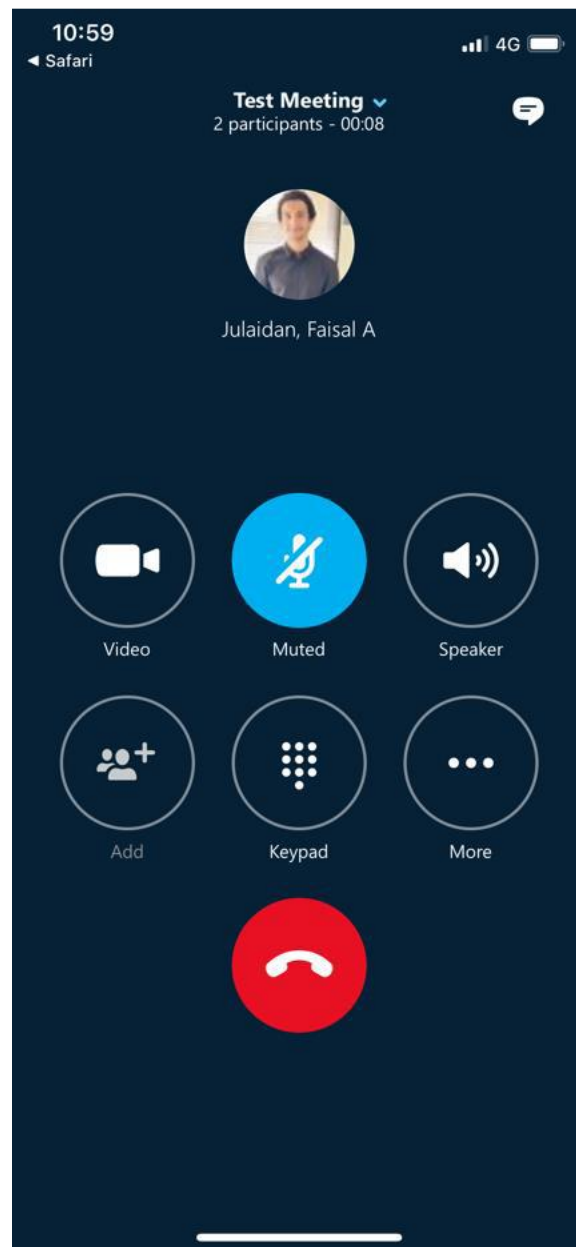 10:59
4G
◀ Safari
Test Meeting
2 participants - 00:08
Julaidan, Faisal A
Video
Muted
Speaker
Add
Keypad
More